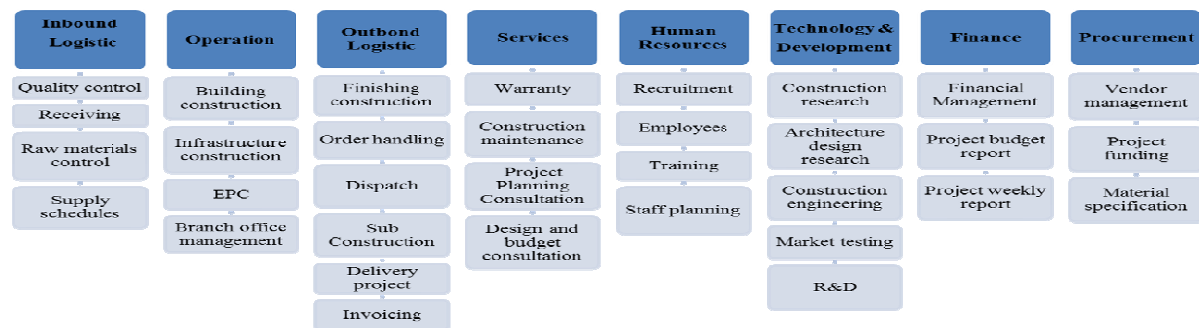 Inbound
Logistic
Quality control
Receiving
Raw materials
control
Supply
schedules
Operation
Building
construction
Infrastructure
construction
EPC
Branch office
management
Outbond
Logistic
Finishing
construction
Order handling
Dispatch
Sub
Construction
Delivery
project
Invoicing
Services
Warranty
Construction
maintenance
Project
Planning
Consultation
Design and
budget
consultation
Human
Resources
Recruitment
Employees
Training
Staff planning
Technology &
Development
Construction
research
Architecture
design
research
Construction
engineering
Market testing
R&D
Finance
Financial
Management
Project budget
report
Project weekly
report
Procurement
Vendor
management
Project
funding
Material
specification